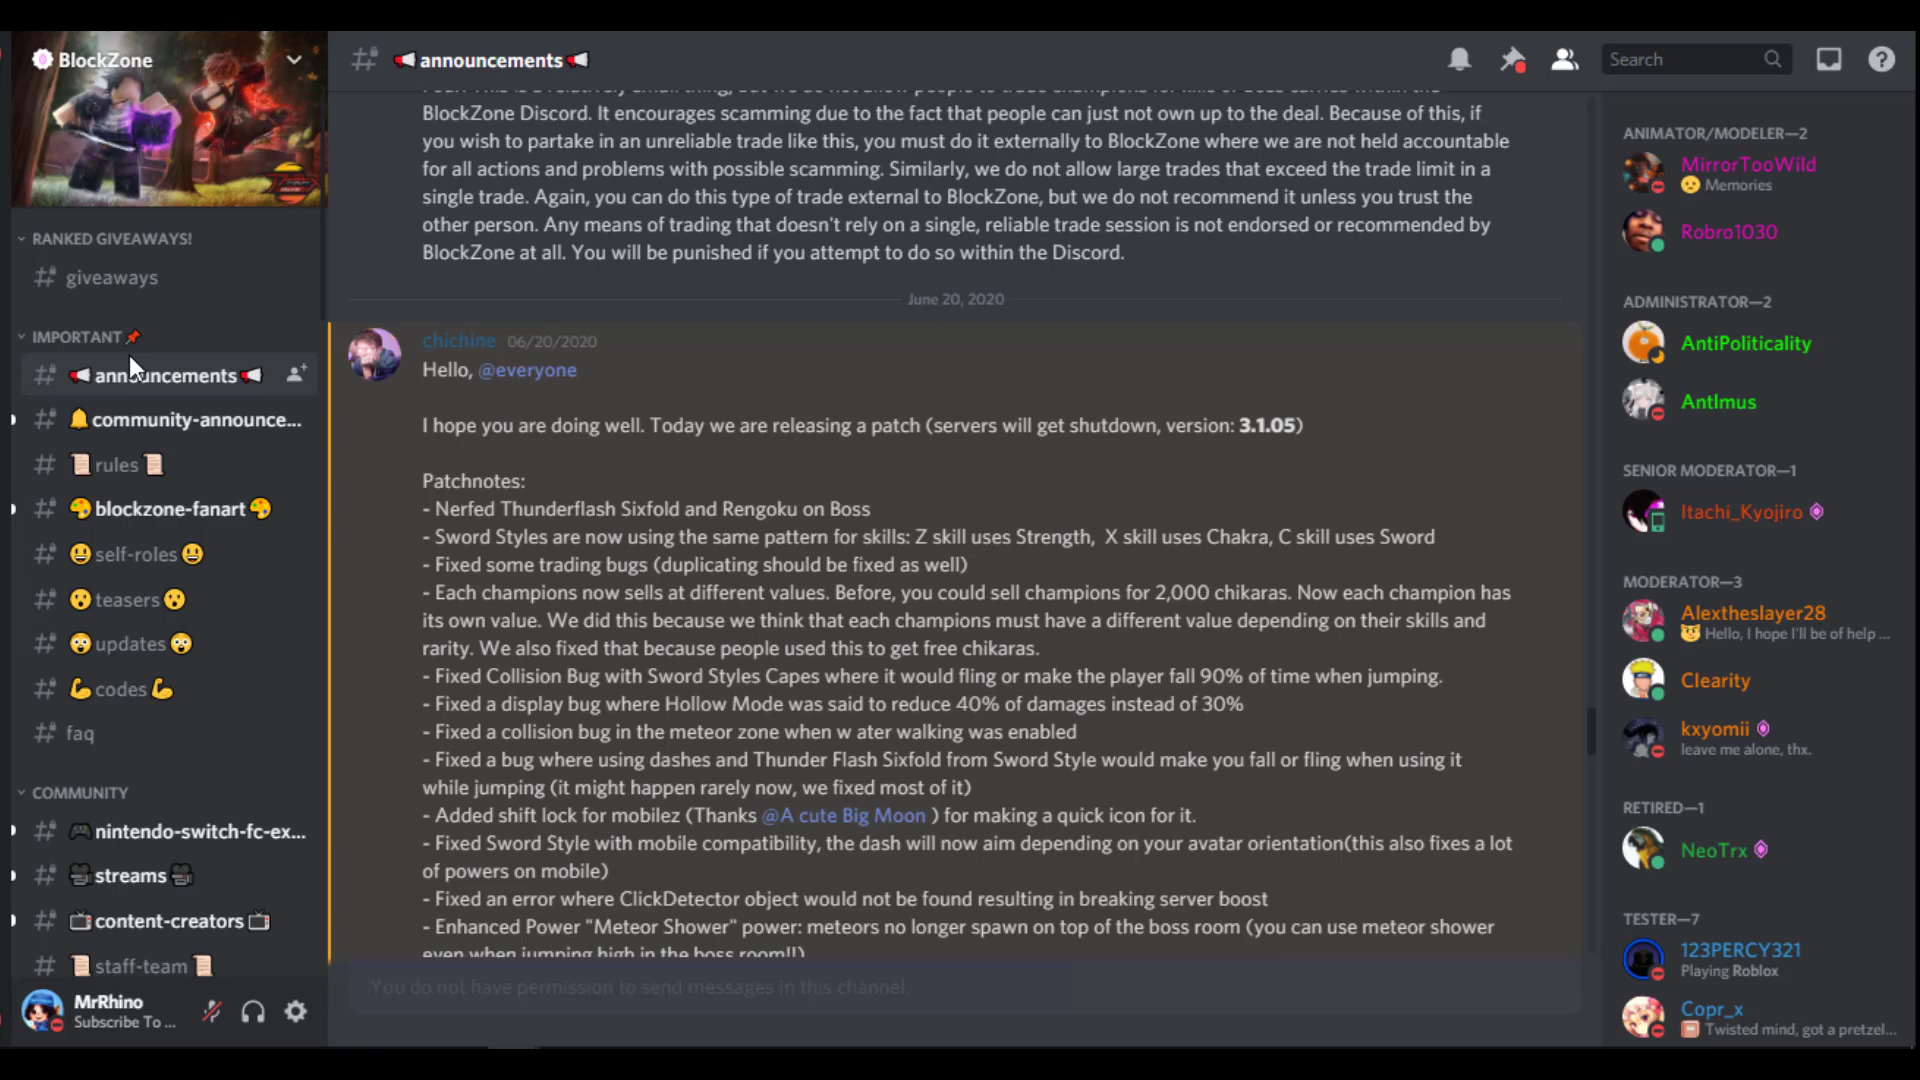 BlockZone
RANKED GIVEAWAYS!
giveaways
IMPORTANT
announcements
community-announce...
rules
blockzone-fanart
self-roles
teasers
updates
codes
faq
COMMUNITY
nintendo-switch-fc-ex...
streams
content-creators
staff-team
MrRhino
Subscribe To ...
announcements
Search
BlockZone Discord. It encourages scamming due to the fact that people can just not own up to the deal. Because of this, if
you wish to partake in an unreliable trade like this, you must do it externally to BlockZone where we are not held accountable
for all actions and problems with possible scamming. Similarly, we do not allow large trades that exceed the trade limit in a
single trade. Again, you can do this type of trade external to BlockZone, but we do not recommend it unless you trust the
other person. Any means of trading that doesn't rely on a single, reliable trade session is not endorsed or recommended by
BlockZone at all. You will be punished if you attempt to do so within the Discord.
June 20, 2020
chichine 06/20/2020
Hello, @everyone
I hope you are doing well. Today we are releasing a patch (servers will get shutdown, version: 3.1.05)
Patchnotes:
- Nerfed Thunderflash Sixfold and Rengoku on Boss
- Sword Styles are now using the same pattern for skills: Z skill uses Strength, X skill uses Chakra, C skill uses Sword
- Fixed some trading bugs (duplicating should be fixed as well)
- Each champions now sells at different values. Before, you could sell champions for 2,000 chikaras. Now each champion has
its own value. We did this because we think that each champions must have a different value depending on their skills and
rarity. We also fixed that because people used this to get free chikaras.
- Fixed Collision Bug with Sword Styles Capes where it would fling or make the player fall 90% of time when jumping.
- Fixed a display bug where Hollow Mode was said to reduce 40% of damages instead of 30%
- Fixed a collision bug in the meteor zone when w ater walking was enabled
- Fixed a bug where using dashes and Thunder Flash Sixfold from Sword Style would make you fall or fling when using it
while jumping (it might happen rarely now, we fixed most of it)
- Added shift lock for mobilez (Thanks @A cute Big Moon ) for making a quick icon for it.
- Fixed Sword Style with mobile compatibility, the dash will now aim depending on your avatar orientation(this also fixes a lot
of powers on mobile)
- Fixed an error where ClickDetector object would not be found resulting in breaking server boost
- Enhanced Power "Meteor Shower" power: meteors no longer spawn on top of the boss room (you can use meteor shower
even when jumping high in the boss room!!)
You do not have permission to send messages in this channel.
ANIMATOR/MODELER—2
MirrorTooWild
Memories
Robro1030
ADMINISTRATOR—2
AntiPoliticality
AntImus
SENIOR MODERATOR—1
Itachi_Kyojiro
MODERATOR—3
Alextheslayer28
Hello, I hope I'll be of help ...
Clearity
kxyomii
leave me alone, thx.
RETIRED—1
NeoTrx
TESTER—7
123PERCY321
Playing Roblox
Copr_x
Twisted mind, got a pretzel...